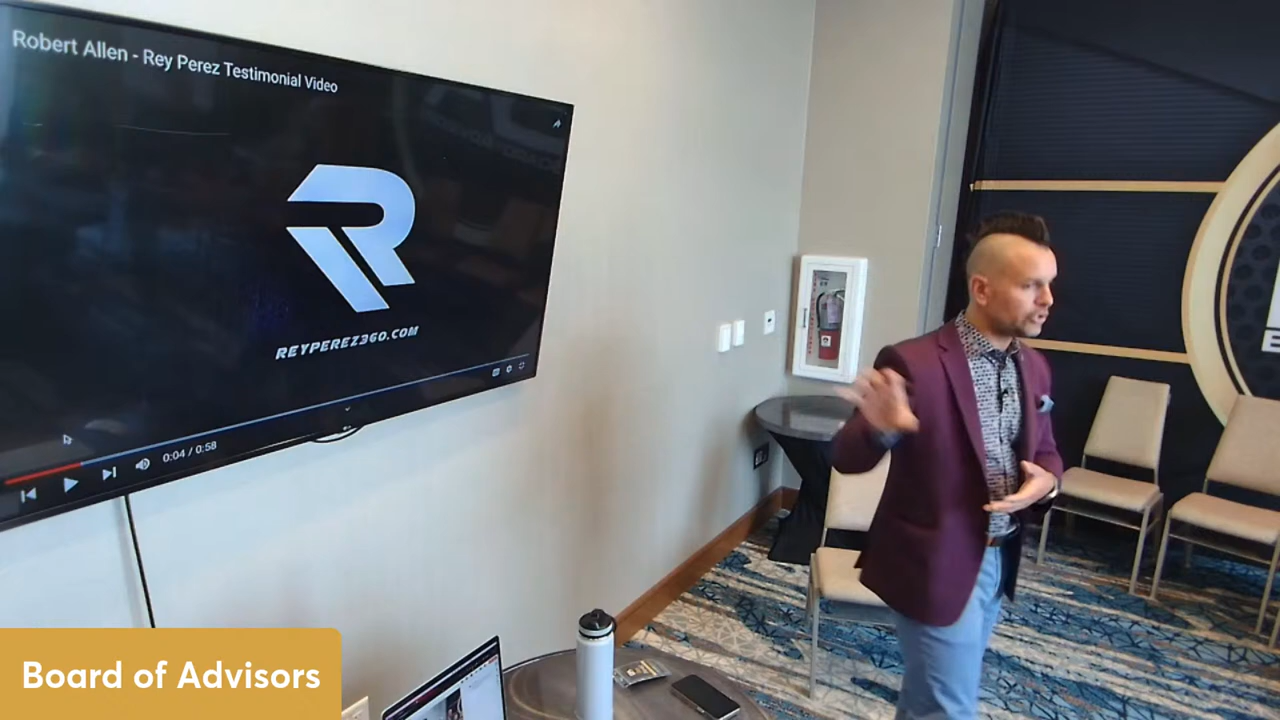 Robert Allen - Rey Perez Testimonial Video
REYPEREZ360.COM
0:04 / 0:58
Board of Advisors